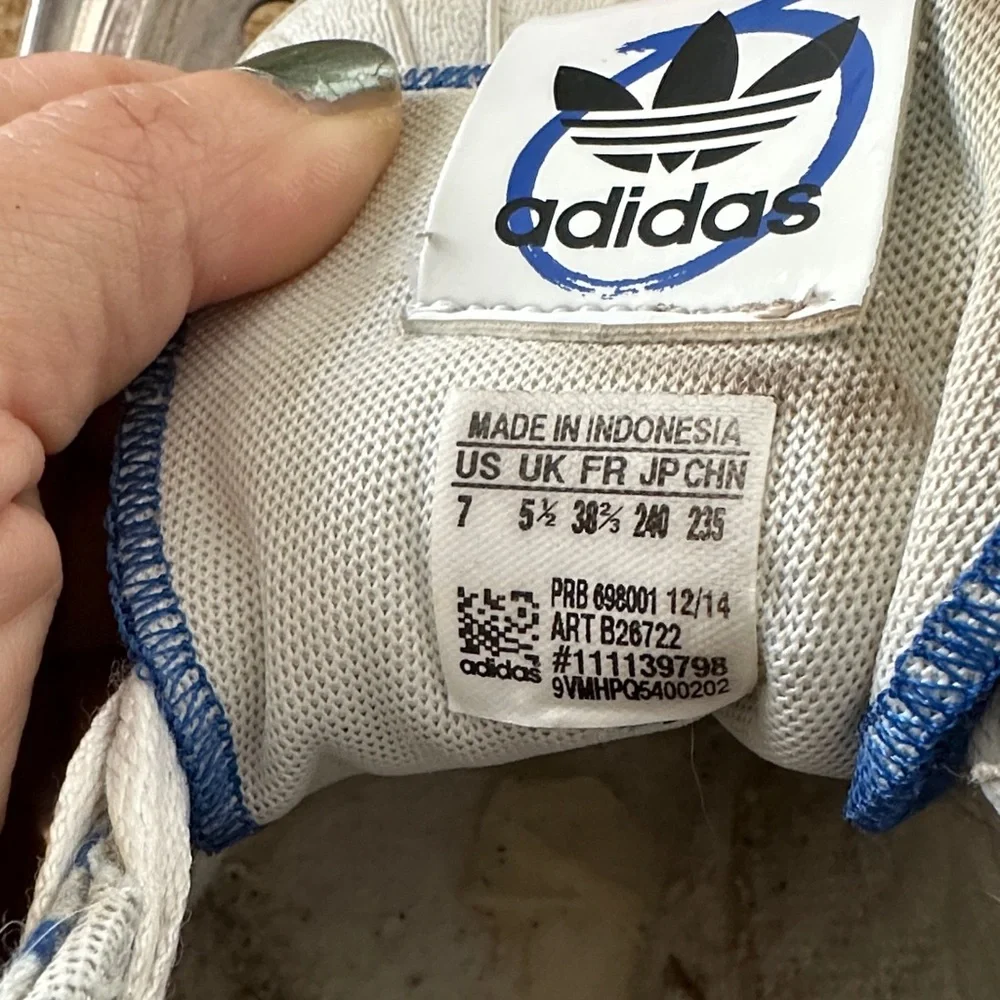 adidas
MADE IN INDONESIA
US UK FR JP CHN
7 5½ 38⅔ 240 235
PRB 698001 12/14
ART B26722
#111139798
adidas
9VMHPQ5400202